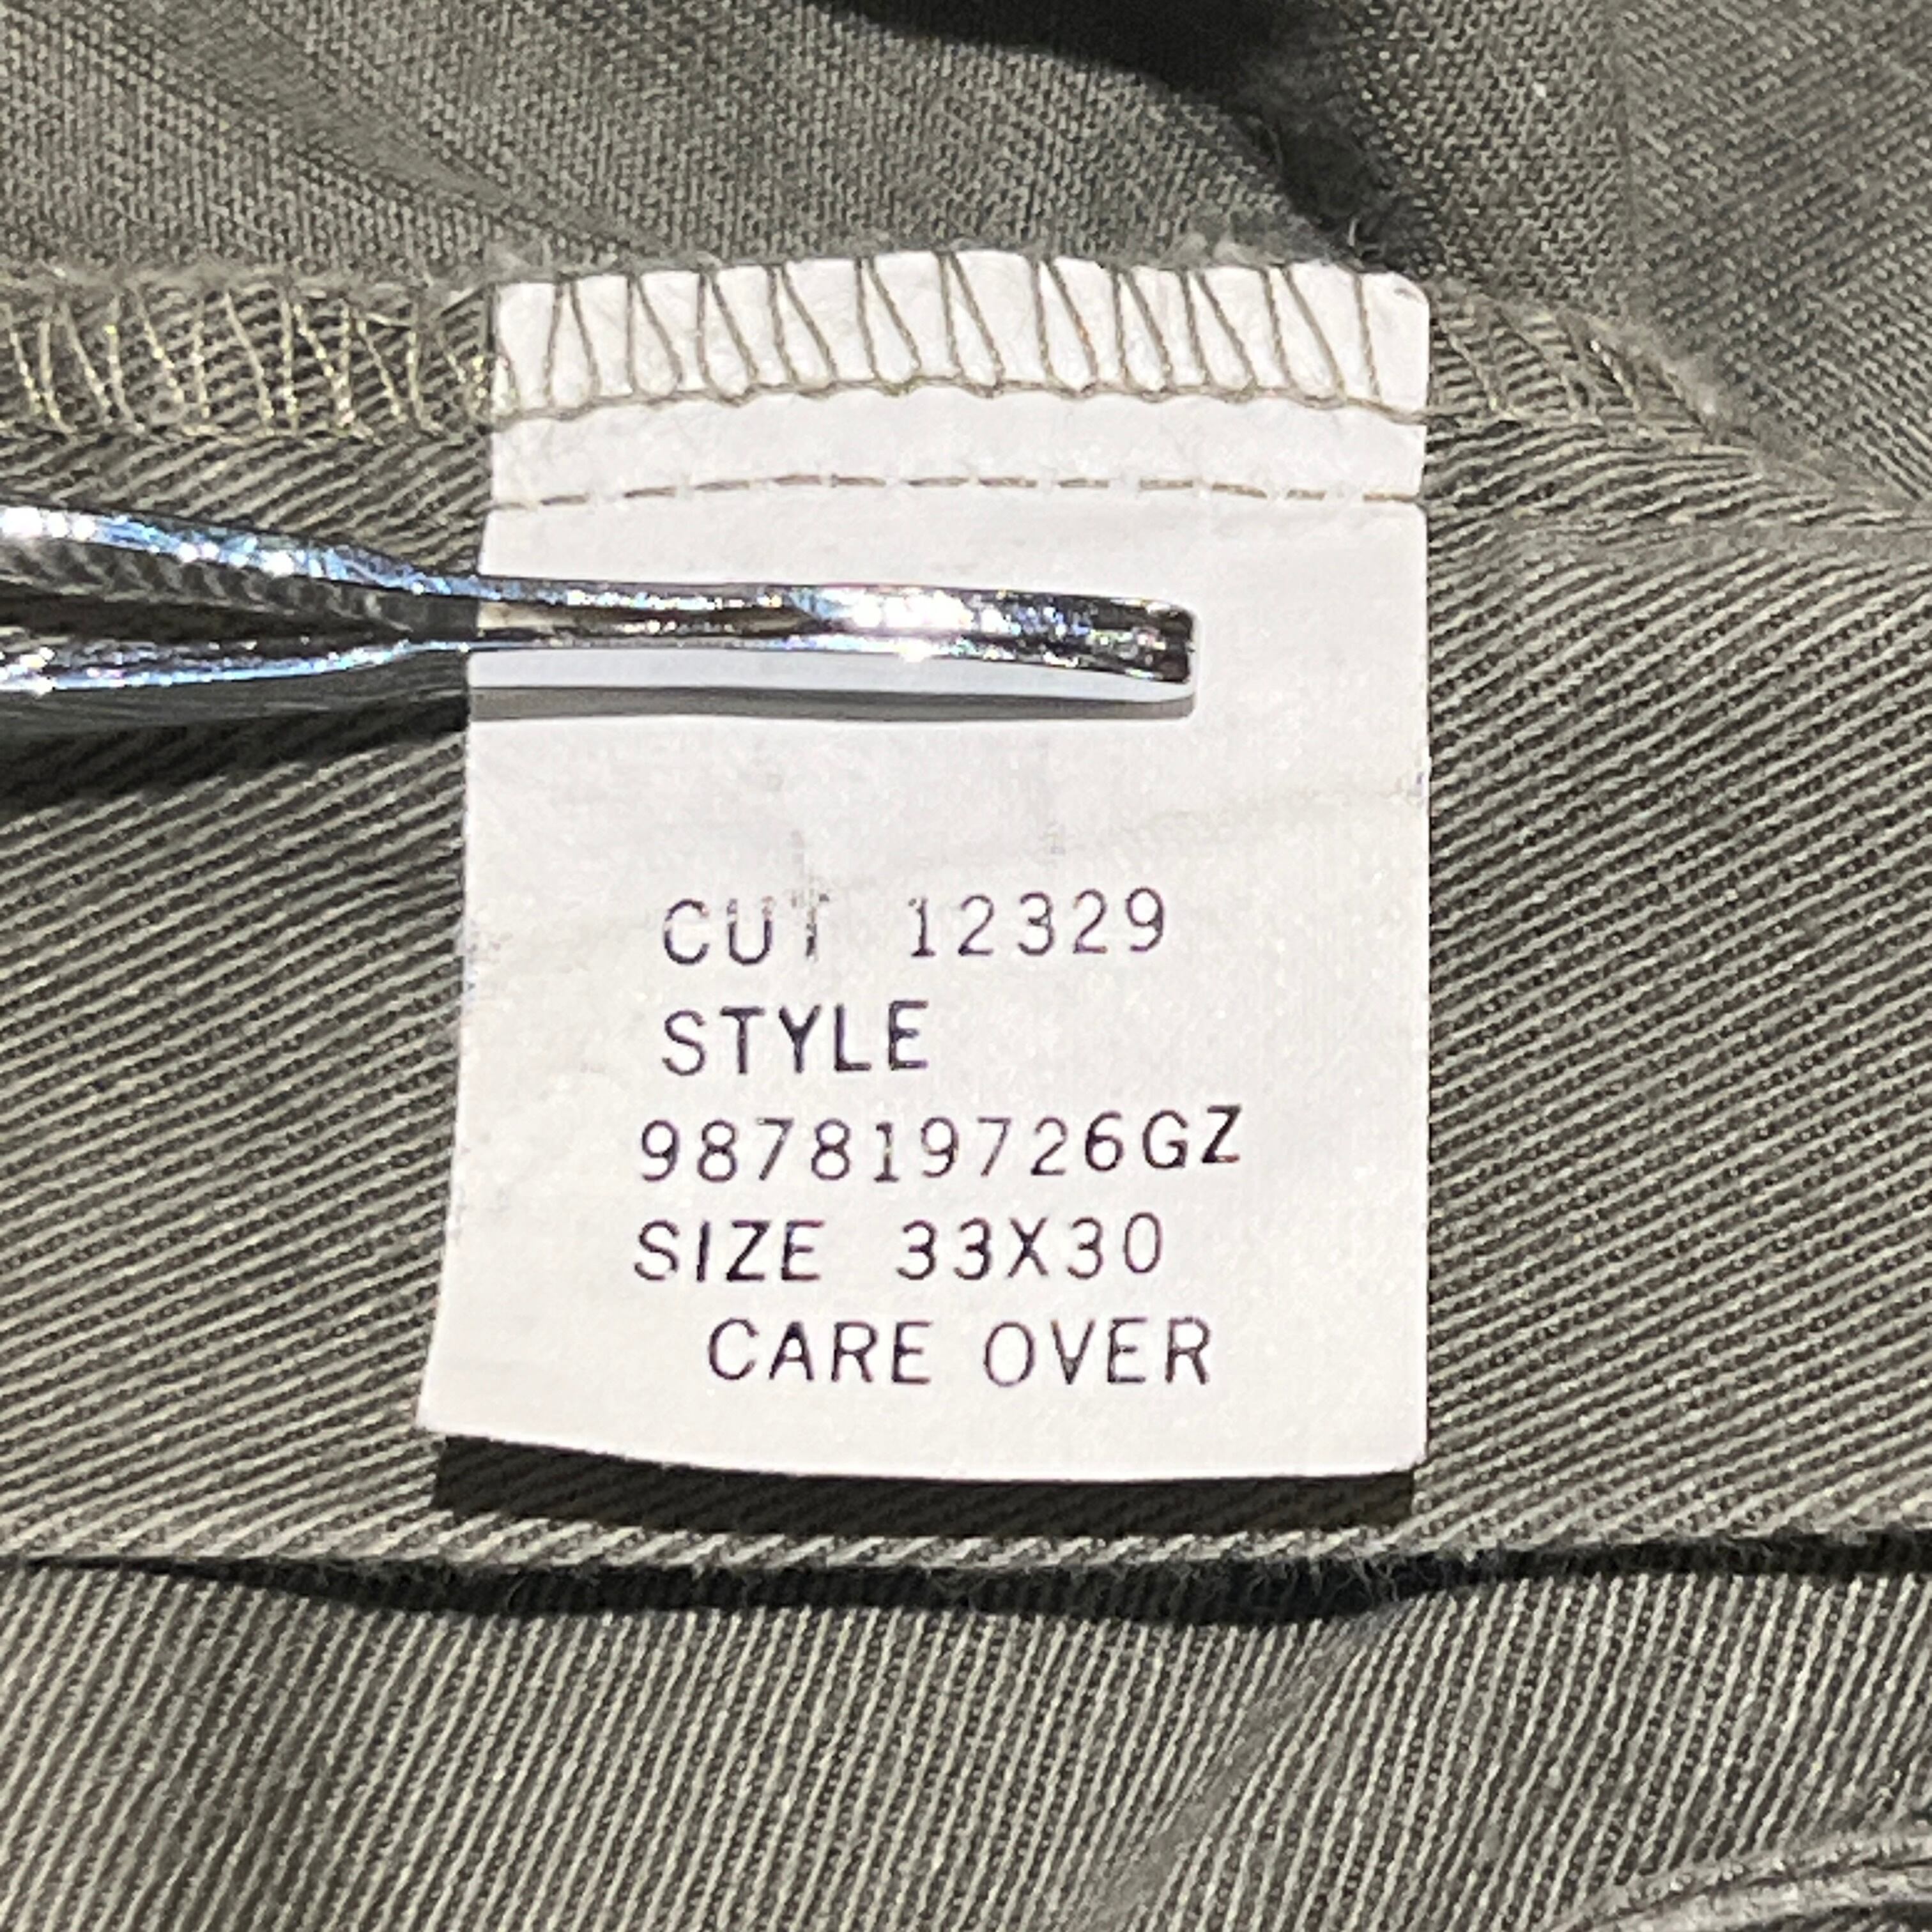 CUT 12329
STYLE
987819726GZ
SIZE 33X30
CARE OVER